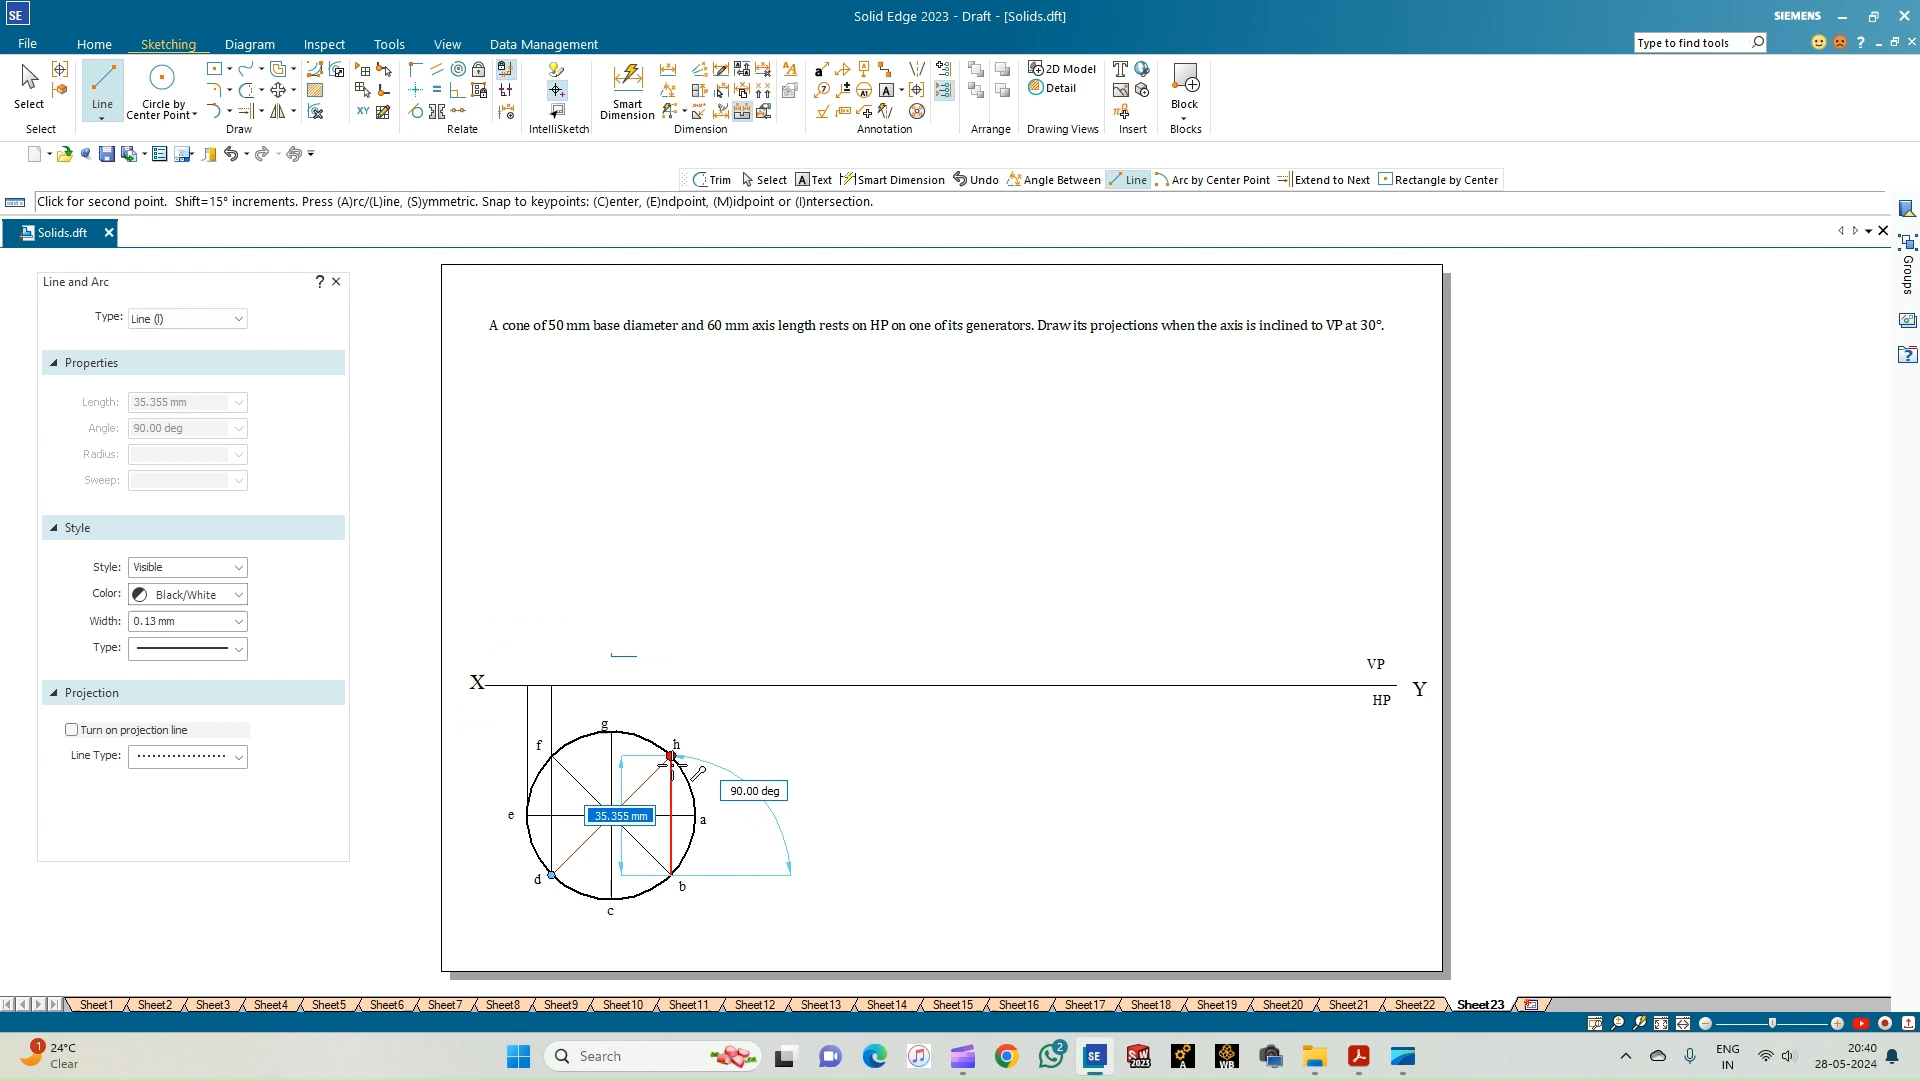 SE
Solid Edge 2023 - Draft - [Solids.dft]
SIEMENS
File
Home
Sketching
Diagram
Inspect
Tools
View
Data Management
Type to find tools
Select
Line
Circle by
Center Point
Smart
Dimension
2D Model
Detail
Block
XY
Select
Draw
Relate
IntelliSketch
Dimension
Annotation
Arrange
Drawing Views
Insert
Blocks
Trim
Select
Text
Smart Dimension
Undo
Angle Between
Line
Arc by Center Point
Extend to Next
Rectangle by Center
Click for second point. Shift=15° increments. Press (A)rc/(L)ine, (S)ymmetric. Snap to keypoints: (C)enter, (E)ndpoint, (M)idpoint or (I)ntersection.
Solids.dft
Groups
Line and Arc
Type: Line (l)
Properties
Length: 35.355 mm
Angle: 90.00 deg
Radius:
Sweep:
Style
Style: Visible
Color: Black/White
Width: 0.13 mm
Type:
Projection
Turn on projection line
Line Type:
A cone of 50 mm base diameter and 60 mm axis length rests on HP on one of its generators. Draw its projections when the axis is inclined to VP at 30°.
VP
X
Y
HP
g
f
h
90.00 deg
e
35.355 mm
a
d
b
c
Sheet1
Sheet2
Sheet3
Sheet4
Sheet5
Sheet6
Sheet7
Sheet8
Sheet9
Sheet10
Sheet11
Sheet12
Sheet13
Sheet14
Sheet15
Sheet16
Sheet17
Sheet18
Sheet19
Sheet20
Sheet21
Sheet22
Sheet23
1
24°C
Clear
Search
2
SE
2023
A
WB
ENG
IN
20:40
28-05-2024